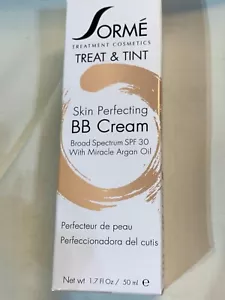 SORMÉ
TREATMENT COSMETICS
TREAT & TINT
Skin Perfecting
BB Cream
Broad Spectrum SPF 30
With Miracle Argan Oil
Perfecteur de peau
Perfeccionadora del cutis
Net wt 1.7 Fl Oz / 50 ml e